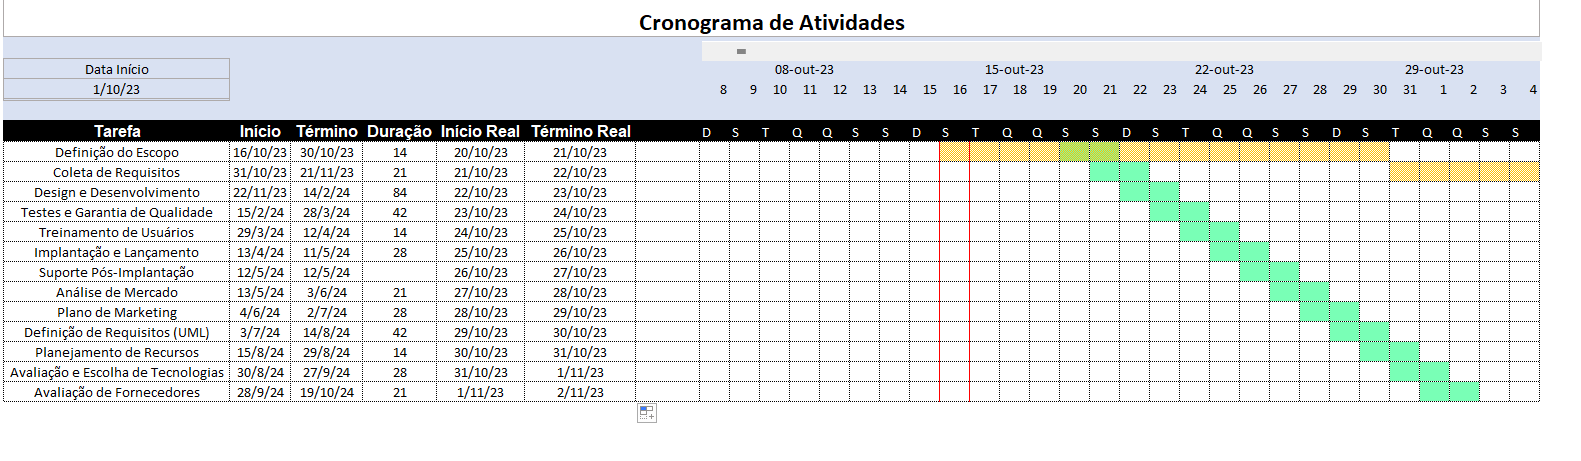 Cronograma de Atividades
Data Início 08-out-23 15-out-23 22-out-23 29-out-23
1/10/23 8 9 10 11 12 13 14 15 16 17 18 19 20 21 22 23 24 25 26 27 28 29 30 31 1 2 3 4
Tarefa Início Término Duração Início Real Término Real D S T Q Q S S D S T Q Q S S D S T Q Q S S D S T Q Q S S
Definição do Escopo 16/10/23 30/10/23 14 20/10/23 21/10/23
Coleta de Requisitos 31/10/23 21/11/23 21 21/10/23 22/10/23
Design e Desenvolvimento 22/11/23 14/2/24 84 22/10/23 23/10/23
Testes e Garantia de Qualidade 15/2/24 28/3/24 42 23/10/23 24/10/23
Treinamento de Usuários 29/3/24 12/4/24 14 24/10/23 25/10/23
Implantação e Lançamento 13/4/24 11/5/24 28 25/10/23 26/10/23
Suporte Pós-Implantação 12/5/24 12/5/24 26/10/23 27/10/23
Análise de Mercado 13/5/24 3/6/24 21 27/10/23 28/10/23
Plano de Marketing 4/6/24 2/7/24 28 28/10/23 29/10/23
Definição de Requisitos (UML) 3/7/24 14/8/24 42 29/10/23 30/10/23
Planejamento de Recursos 15/8/24 29/8/24 14 30/10/23 31/10/23
Avaliação e Escolha de Tecnologias 30/8/24 27/9/24 28 31/10/23 1/11/23
Avaliação de Fornecedores 28/9/24 19/10/24 21 1/11/23 2/11/23